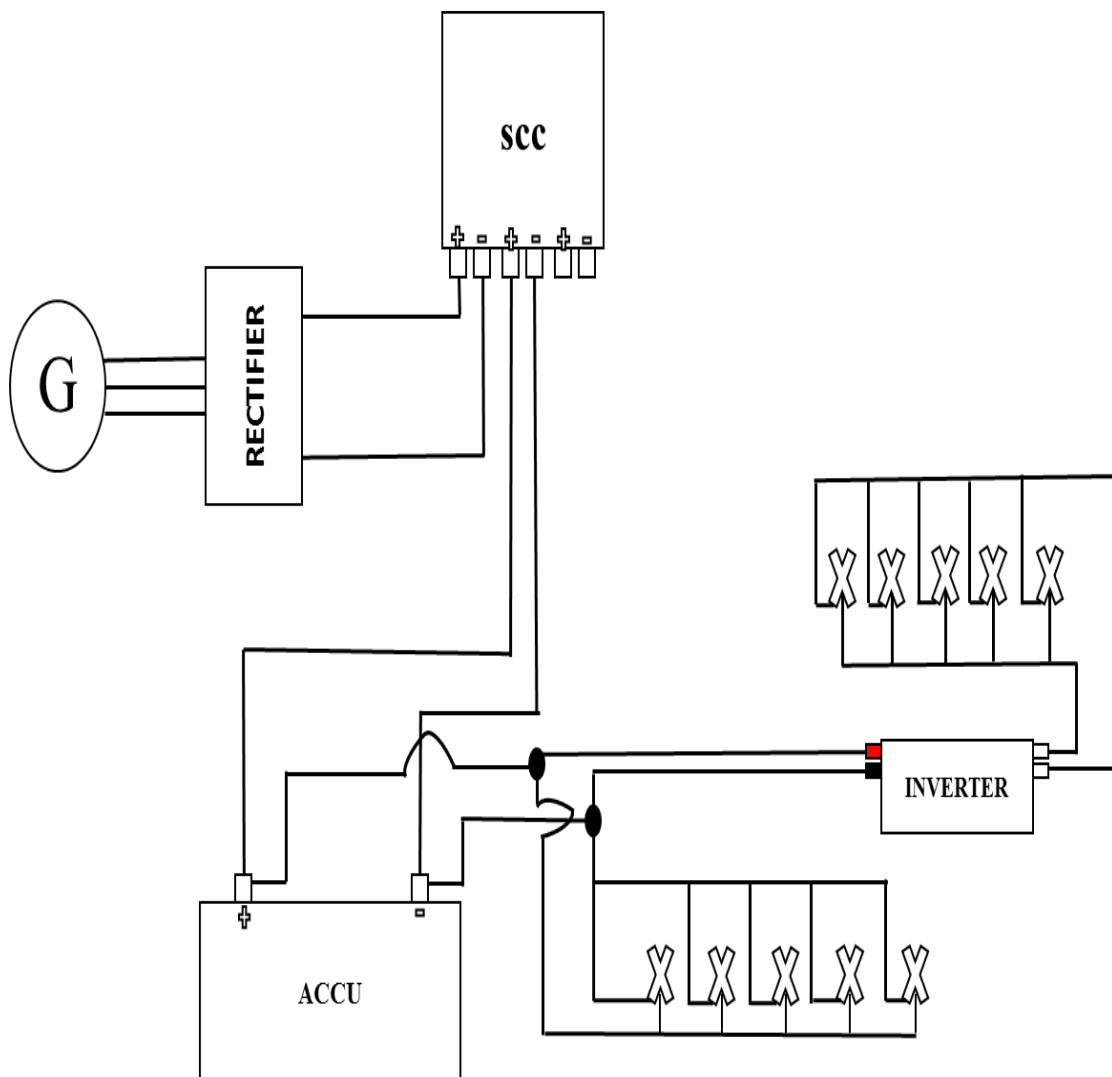 scc
+ - + - + -
RECTIFIER
G
INVERTER
+ -
ACCU